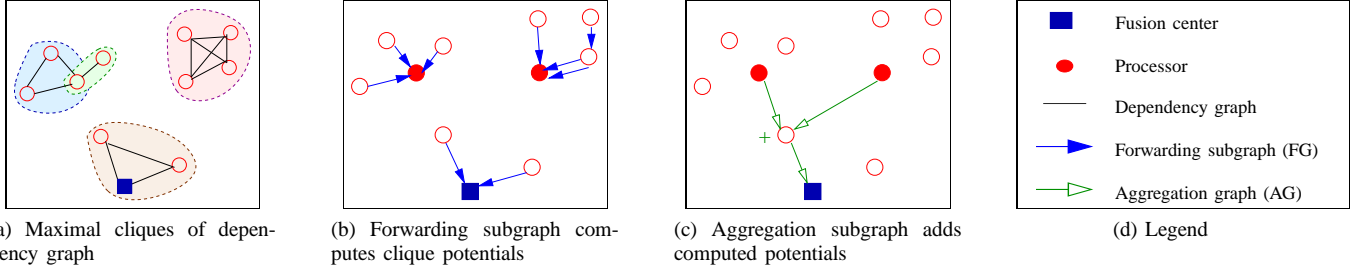 Fusion center
Processor
Dependency graph
Forwarding subgraph (FG)
Aggregation graph (AG)
+
a) Maximal cliques of depen-
ency graph
(b) Forwarding subgraph com-
putes clique potentials
(c) Aggregation subgraph adds
computed potentials
(d) Legend